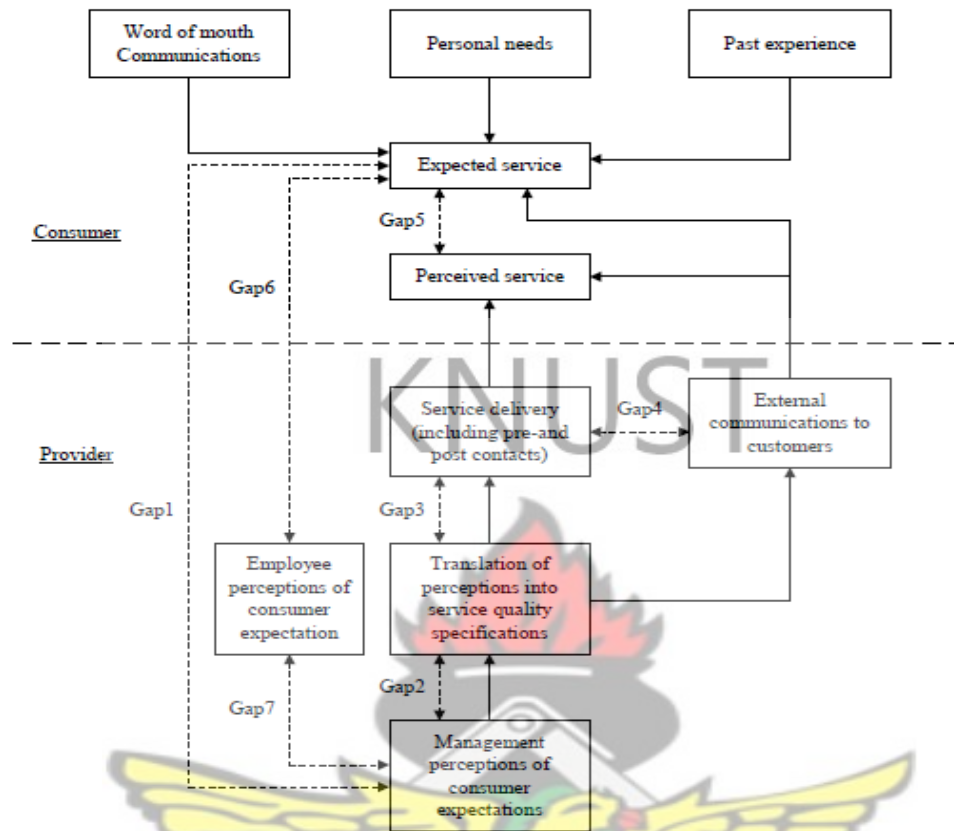 Word of mouth
Communications
Personal needs
Past experience
Expected service
Gap5
Consumer
Perceived service
Gap6
KNUST
Service delivery
(including pre-and
post contacts)
Gap4
External
communications to
customers
Provider
Gap1
Gap3
Employee
perceptions of
consumer
expectation
Translation of
perceptions into
service quality
specifications
Gap2
Gap7
Management
perceptions of
consumer
expectations